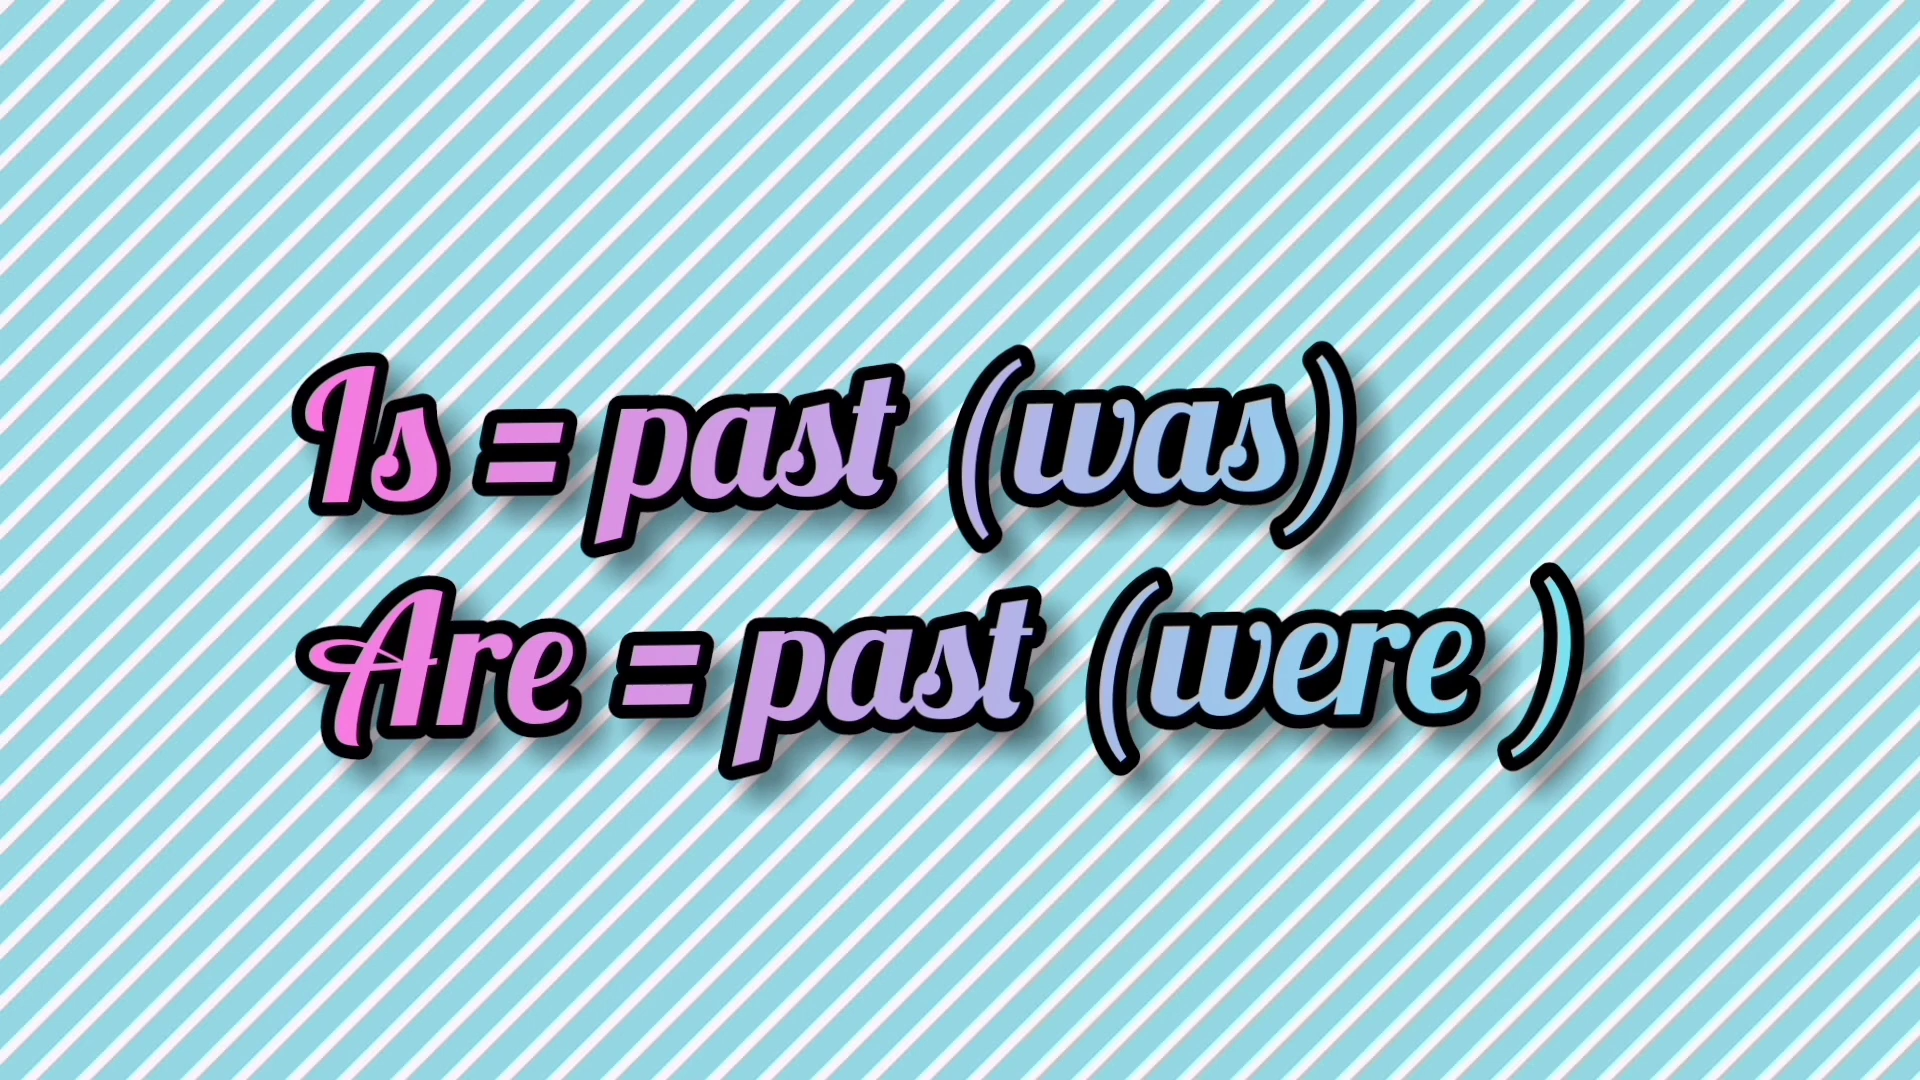 Is = past (was)
Are = past (were )